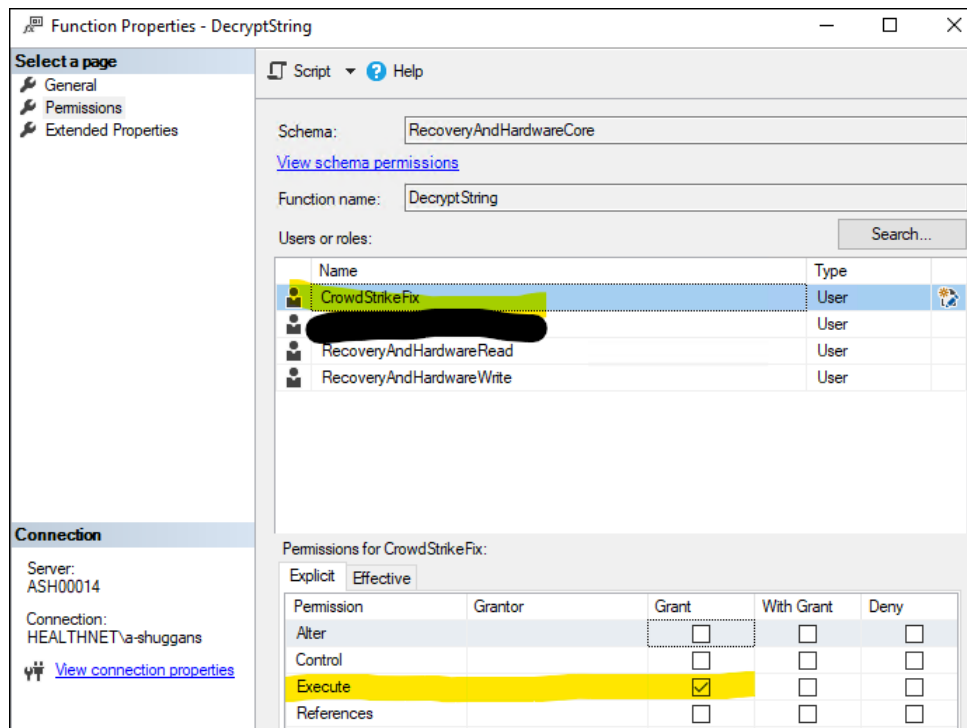 Function Properties - DecryptString
Select a page
General
Permissions
Extended Properties
Script Help
Schema: RecoveryAndHardwareCore
View schema permissions
Function name: DecryptString
Users or roles: Search...
Name Type
CrowdStrikeFix User
User
RecoveryAndHardwareRead User
RecoveryAndHardwareWrite User
Connection
Server:
ASH00014
Connection:
HEALTHNET\a-shuggans
View connection properties
Permissions for CrowdStrikeFix:
Explicit Effective
Permission Grantor Grant With Grant Deny
Alter
Control
Execute
References